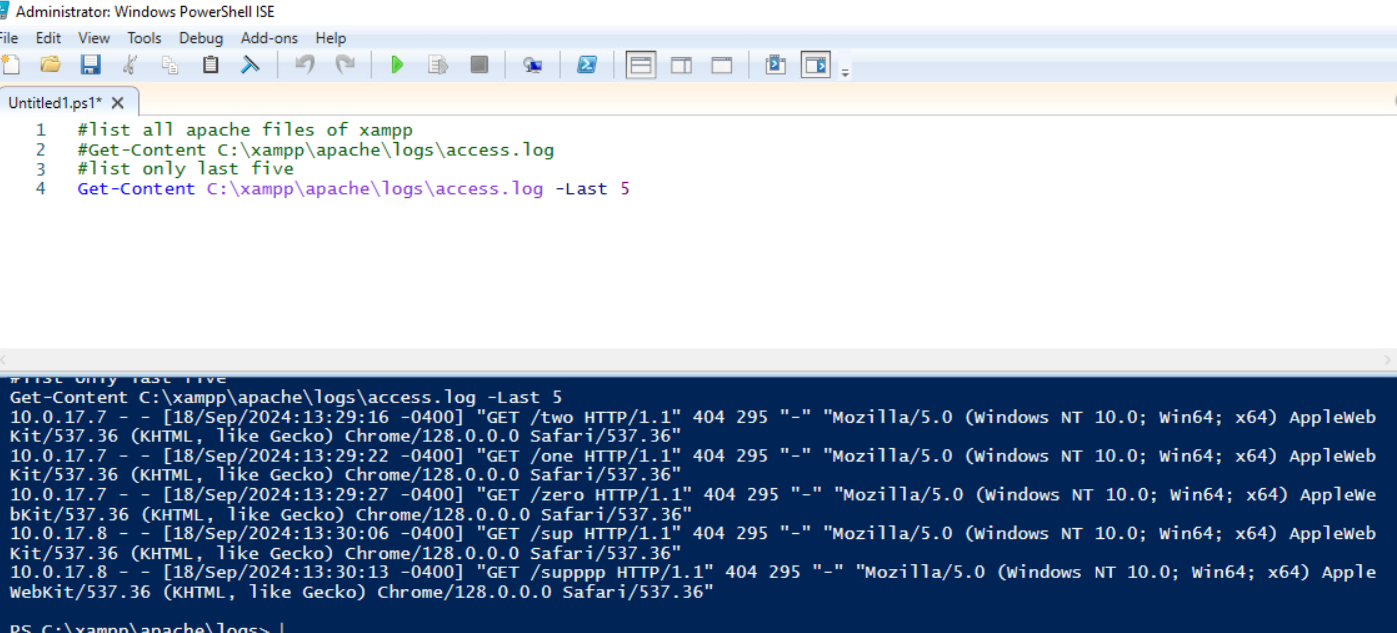 Administrator: Windows PowerShell ISE
File Edit View Tools Debug Add-ons Help
Untitled1.ps1* X
1 #list all apache files of xampp
2 #Get-Content C:\xampp\apache\logs\access.log
3 #list only last five
4 Get-Content C:\xampp\apache\logs\access.log -Last 5
#list only last five
Get-Content C:\xampp\apache\logs\access.log -Last 5
10.0.17.7 - - [18/Sep/2024:13:29:16 -0400] "GET /two HTTP/1.1" 404 295 "-" "Mozilla/5.0 (Windows NT 10.0; Win64; x64) AppleWeb
Kit/537.36 (KHTML, like Gecko) Chrome/128.0.0.0 Safari/537.36"
10.0.17.7 - - [18/Sep/2024:13:29:22 -0400] "GET /one HTTP/1.1" 404 295 "-" "Mozilla/5.0 (Windows NT 10.0; Win64; x64) AppleWeb
Kit/537.36 (KHTML, like Gecko) Chrome/128.0.0.0 Safari/537.36"
10.0.17.7 - - [18/Sep/2024:13:29:27 -0400] "GET /zero HTTP/1.1" 404 295 "-" "Mozilla/5.0 (Windows NT 10.0; Win64; x64) AppleWe
bKit/537.36 (KHTML, like Gecko) Chrome/128.0.0.0 Safari/537.36"
10.0.17.8 - - [18/Sep/2024:13:30:06 -0400] "GET /sup HTTP/1.1" 404 295 "-" "Mozilla/5.0 (Windows NT 10.0; Win64; x64) AppleWeb
Kit/537.36 (KHTML, like Gecko) Chrome/128.0.0.0 Safari/537.36"
10.0.17.8 - - [18/Sep/2024:13:30:13 -0400] "GET /supppp HTTP/1.1" 404 295 "-" "Mozilla/5.0 (Windows NT 10.0; Win64; x64) Apple
WebKit/537.36 (KHTML, like Gecko) Chrome/128.0.0.0 Safari/537.36"
PS C:\xampp\apache\logs>